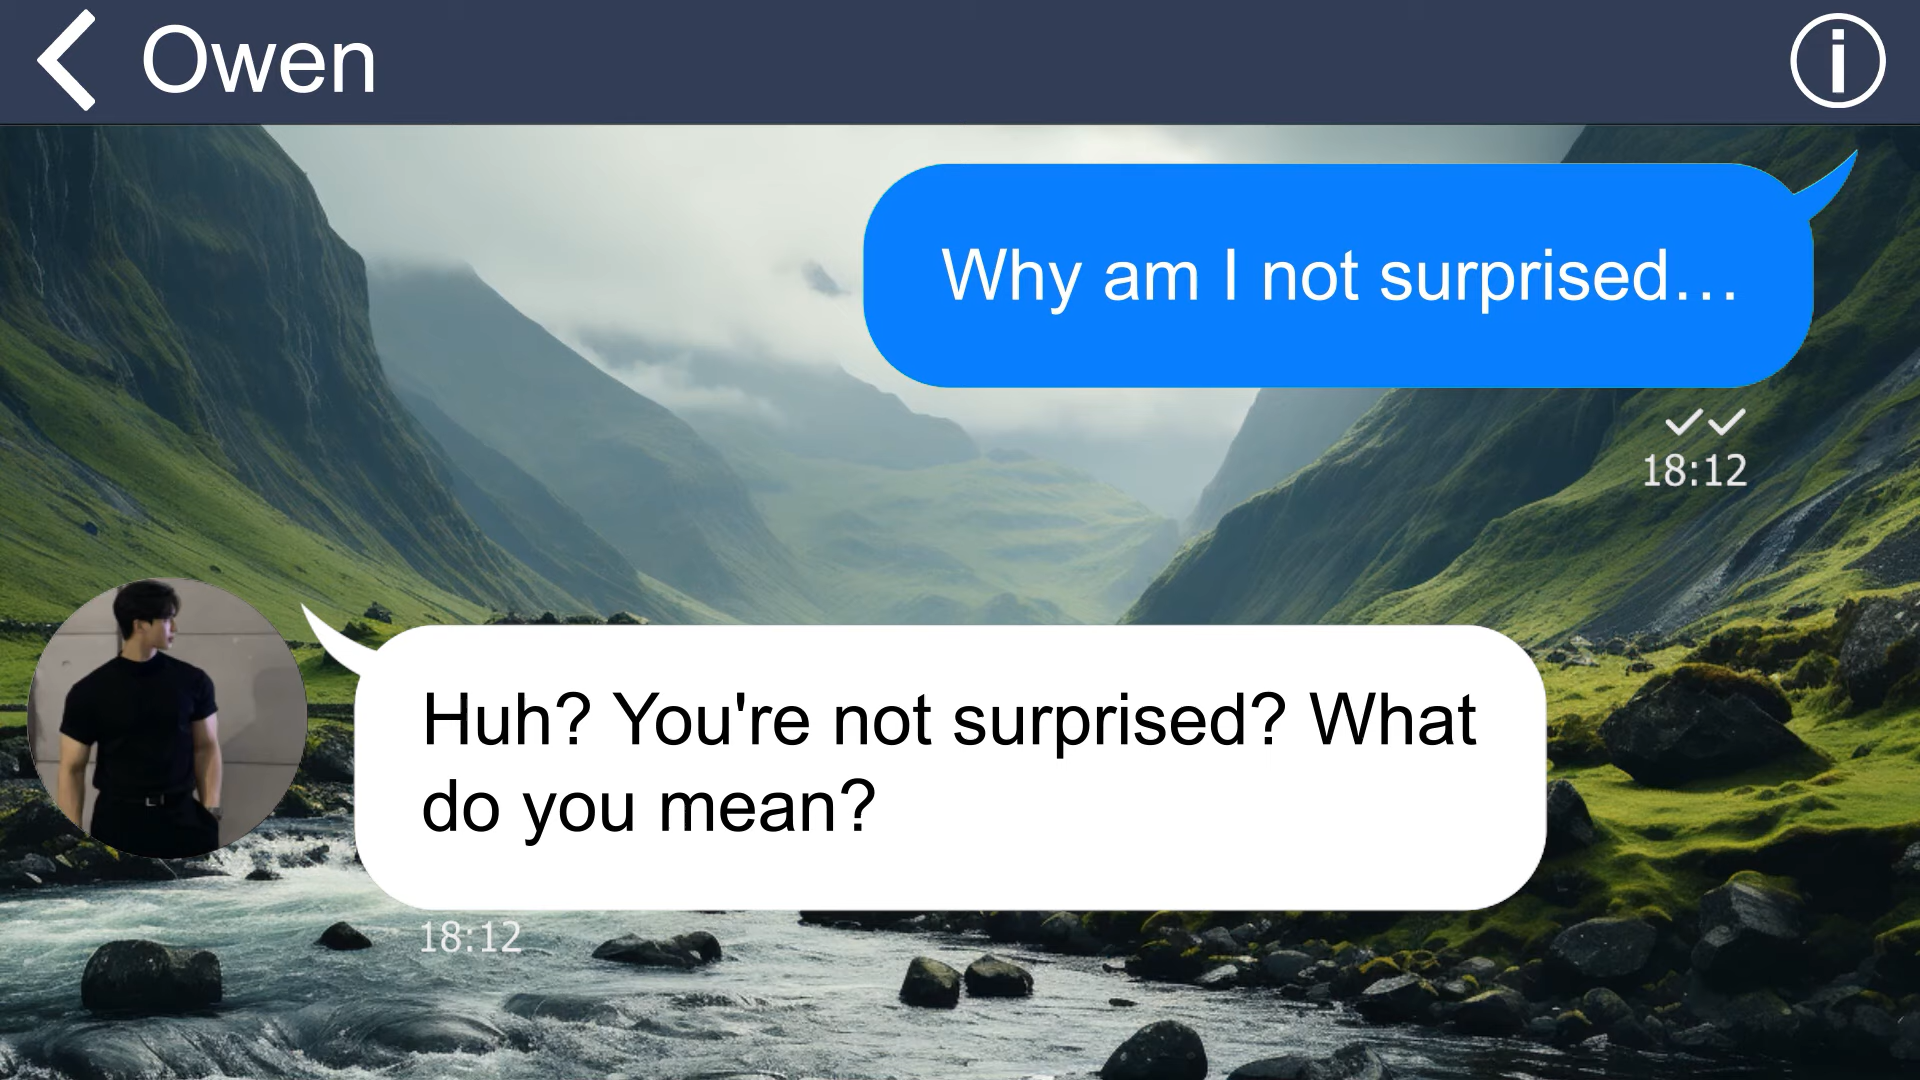 Owen
Why am I not surprised…
18:12
Huh? You're not surprised? What
do you mean?
18:12